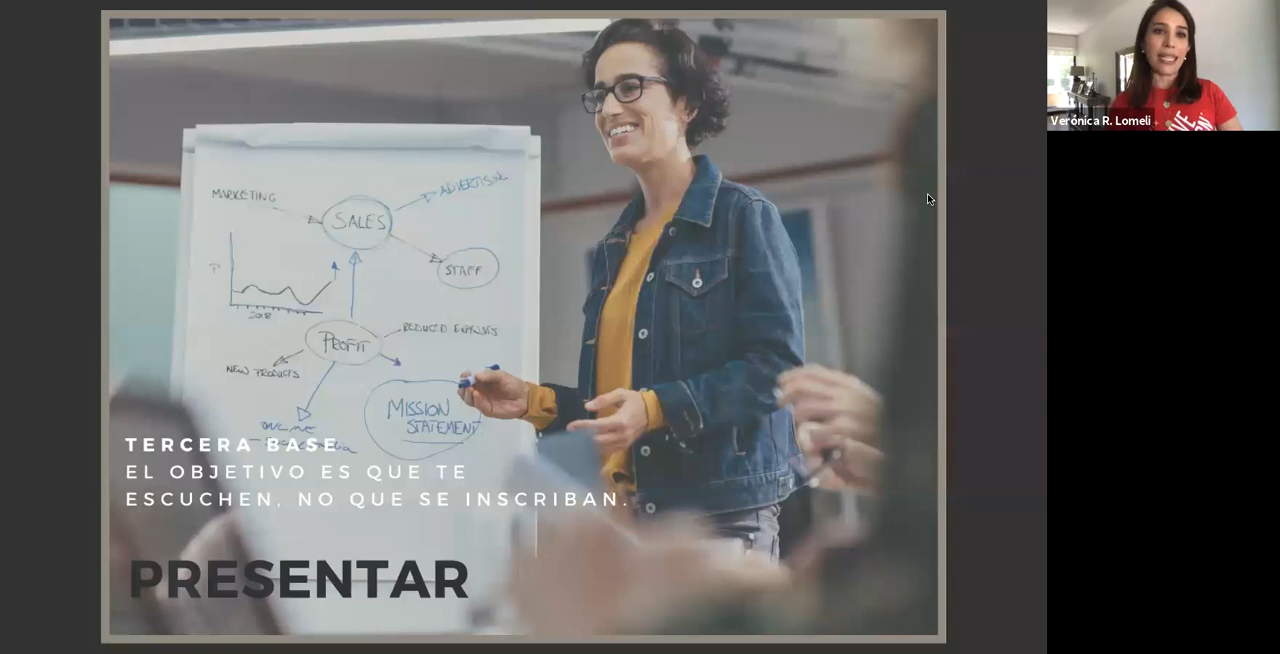 Verónica R. Lomeli
MARKETING
ADVERTISING
SALES
STAFF
2018
PROFIT
REDUCED EXPENSES
NEW PRODUCTS
MISSION
STATEMENT
TERCERA BASE
EL OBJETIVO ES QUE TE
ESCUCHEN, NO QUE SE INSCRIBAN.
PRESENTAR